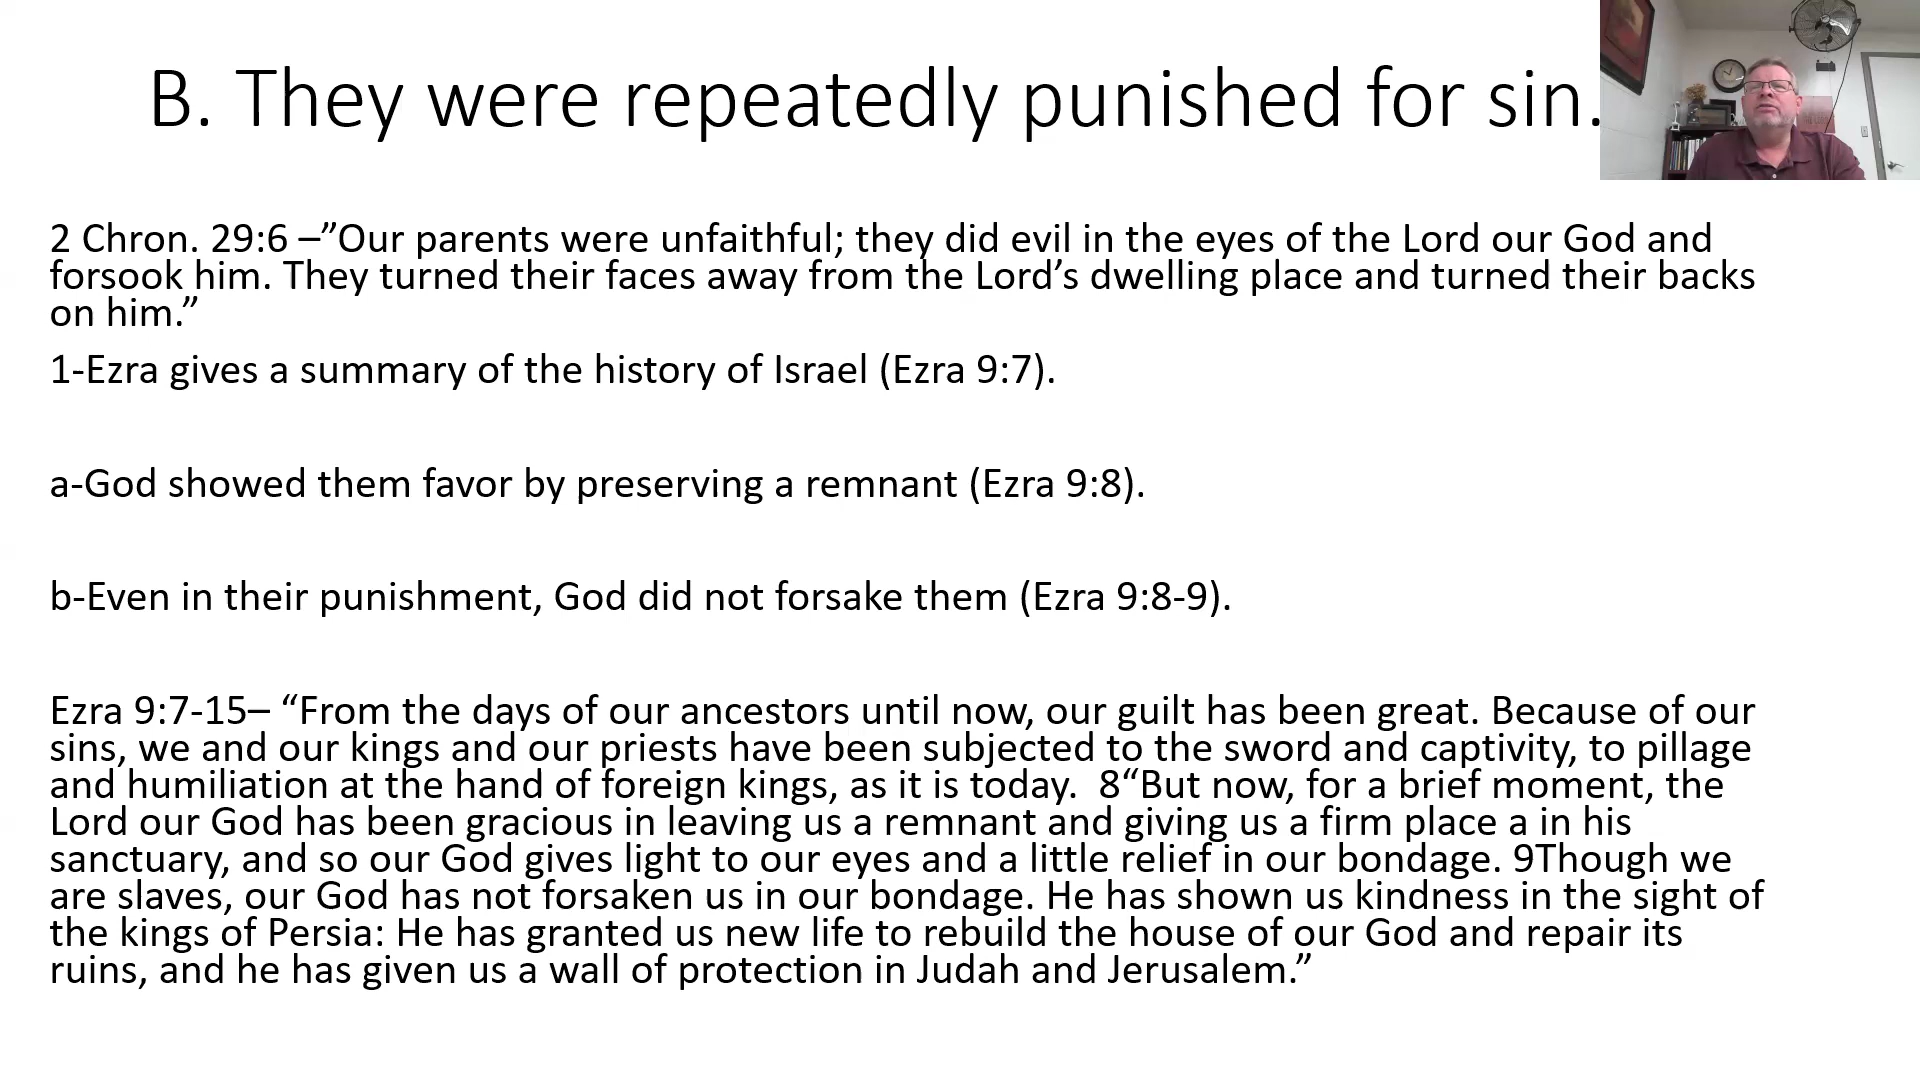 B. They were repeatedly punished for sin.
2 Chron. 29:6 –”Our parents were unfaithful; they did evil in the eyes of the Lord our God and
forsook him. They turned their faces away from the Lord’s dwelling place and turned their backs
on him.”
1-Ezra gives a summary of the history of Israel (Ezra 9:7).
a-God showed them favor by preserving a remnant (Ezra 9:8).
b-Even in their punishment, God did not forsake them (Ezra 9:8-9).
Ezra 9:7-15– “From the days of our ancestors until now, our guilt has been great. Because of our
sins, we and our kings and our priests have been subjected to the sword and captivity, to pillage
and humiliation at the hand of foreign kings, as it is today.  8“But now, for a brief moment, the
Lord our God has been gracious in leaving us a remnant and giving us a firm place a in his
sanctuary, and so our God gives light to our eyes and a little relief in our bondage. 9Though we
are slaves, our God has not forsaken us in our bondage. He has shown us kindness in the sight of
the kings of Persia: He has granted us new life to rebuild the house of our God and repair its
ruins, and he has given us a wall of protection in Judah and Jerusalem.”